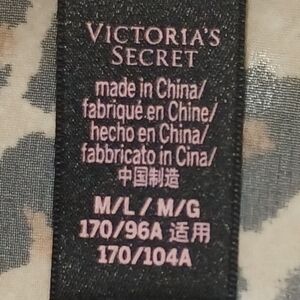 VICTORIA'S
SECRET
made in China/
fabriqué en Chine/
hecho en China/
fabbricato in Cina/
中国制造
M/L / M/G
170/96A 适用
170/104A